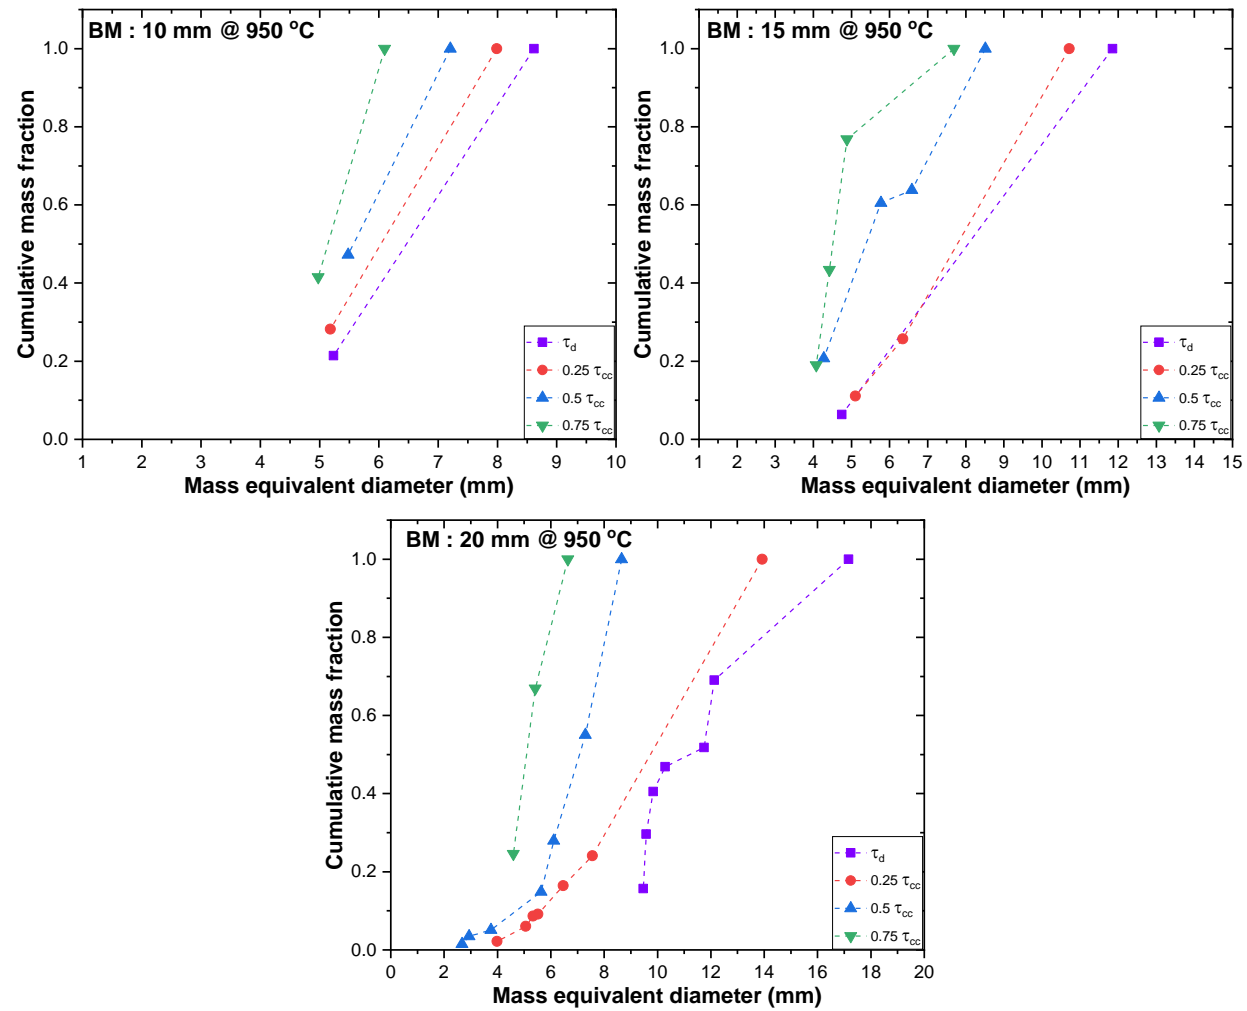 BM : 10 mm @ 950 °C
Cumulative mass fraction
1.0
0.8
0.6
0.4
0.2
0.0
1 2 3 4 5 6 7 8 9 10
Mass equivalent diameter (mm)
τd
0.25 τcc
0.5 τcc
0.75 τcc
BM : 15 mm @ 950 °C
Cumulative mass fraction
1.0
0.8
0.6
0.4
0.2
0.0
1 2 3 4 5 6 7 8 9 10 11 12 13 14 15
Mass equivalent diameter (mm)
τd
0.25 τcc
0.5 τcc
0.75 τcc
BM : 20 mm @ 950 °C
Cumulative mass fraction
1.0
0.8
0.6
0.4
0.2
0.0
0 2 4 6 8 10 12 14 16 18 20
Mass equivalent diameter (mm)
τd
0.25 τcc
0.5 τcc
0.75 τcc